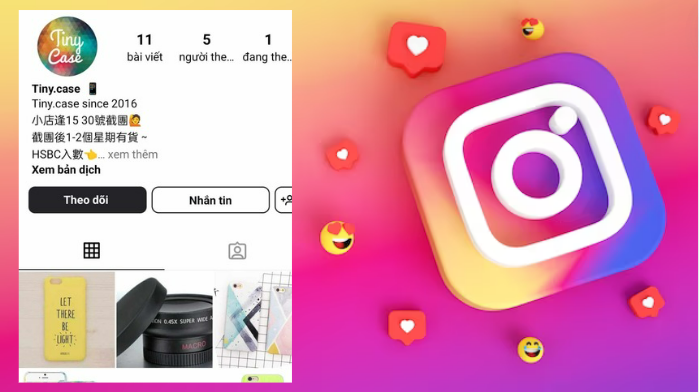 Tiny
Case
11
5
1
bài viết
người the...
đang the...
Tiny.case 📱
Tiny.case since 2016
小店逢15 30號截團🙋
截團後1-2個星期有貨 ~
HSBC入數👈... xem thêm
Xem bản dịch
Theo dõi
Nhắn tin
LET
THERE
BE
LIGHT
0.45X SUPER WIDE
MACRO